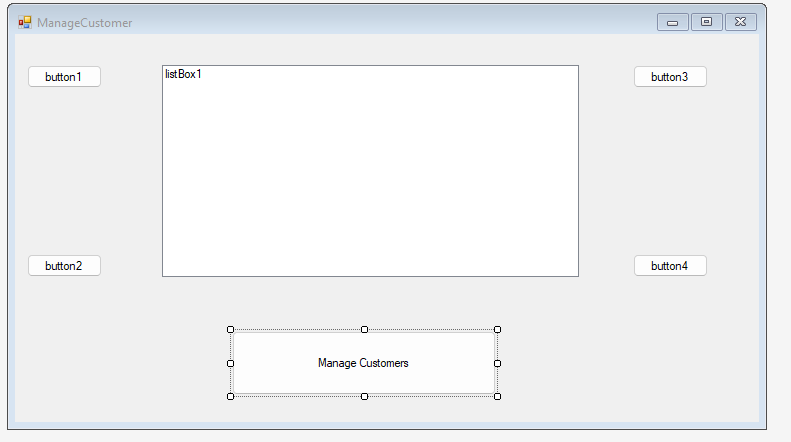 ManageCustomer
button1
listBox1
button3
button2
button4
Manage Customers